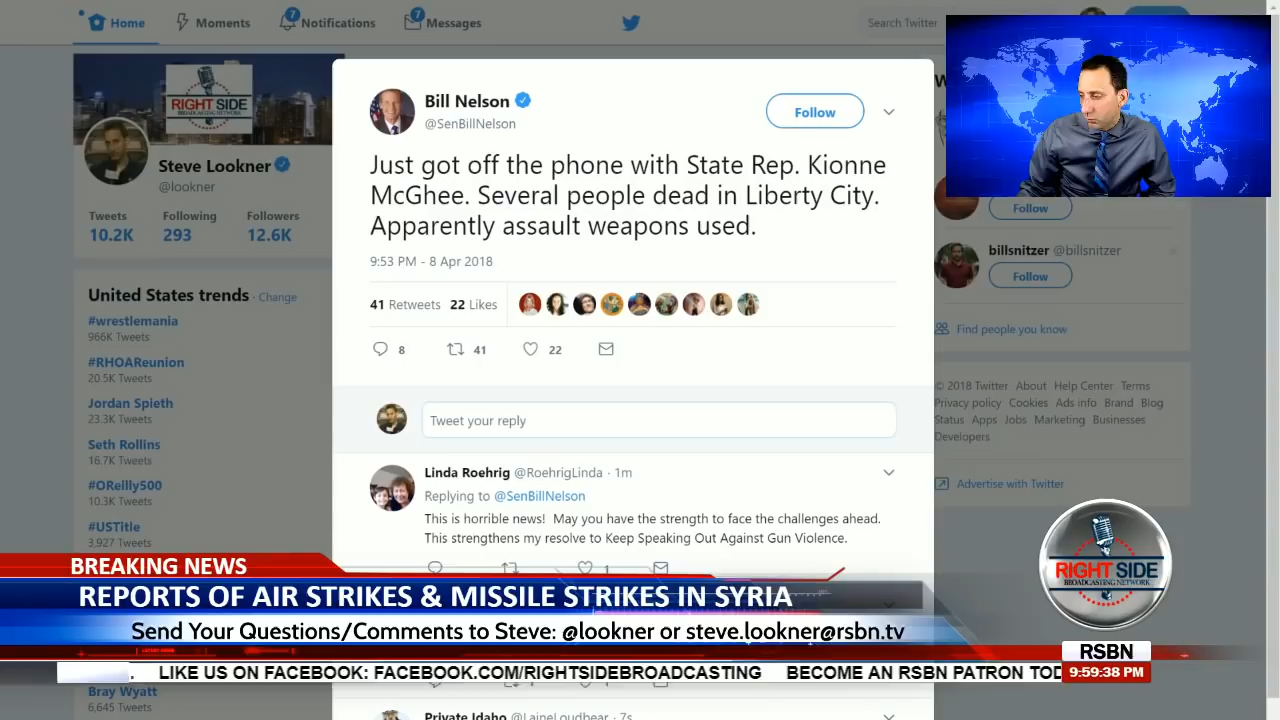 Home
Moments
7
Notifications
7
Messages
Search Twitter
RIGHT SIDE
BROADCASTING NETWORK
Steve Lookner
@lookner
Tweets Following Followers
10.2K 293 12.6K
United States trends · Change
#wrestlemania
966K Tweets
#RHOAReunion
20.5K Tweets
Jordan Spieth
23.3K Tweets
Seth Rollins
16.7K Tweets
#OReilly500
10.3K Tweets
#USTitle
3,927 Tweets
Bray Wyatt
6,645 Tweets
Bill Nelson
@SenBillNelson
Follow
Just got off the phone with State Rep. Kionne
McGhee. Several people dead in Liberty City.
Apparently assault weapons used.
9:53 PM - 8 Apr 2018
41 Retweets 22 Likes
8 41 22
Tweet your reply
Linda Roehrig @RoehrigLinda · 1m
Replying to @SenBillNelson
This is horrible news! May you have the strength to face the challenges ahead.
This strengthens my resolve to Keep Speaking Out Against Gun Violence.
1
Private Idaho @LaineLoudbear · 7s
W
Follow
billsnitzer @billsnitzer
Follow
Find people you know
© 2018 Twitter About Help Center Terms
Privacy policy Cookies Ads info Brand Blog
Status Apps Jobs Marketing Businesses
Developers
Advertise with Twitter
RIGHT SIDE
BROADCASTING NETWORK
BREAKING NEWS
REPORTS OF AIR STRIKES & MISSILE STRIKES IN SYRIA
Send Your Questions/Comments to Steve: @lookner or steve.lookner@rsbn.tv
LATEST NEWS
. LIKE US ON FACEBOOK: FACEBOOK.COM/RIGHTSIDEBROADCASTING BECOME AN RSBN PATRON TOD
RSBN
9:59:38 PM